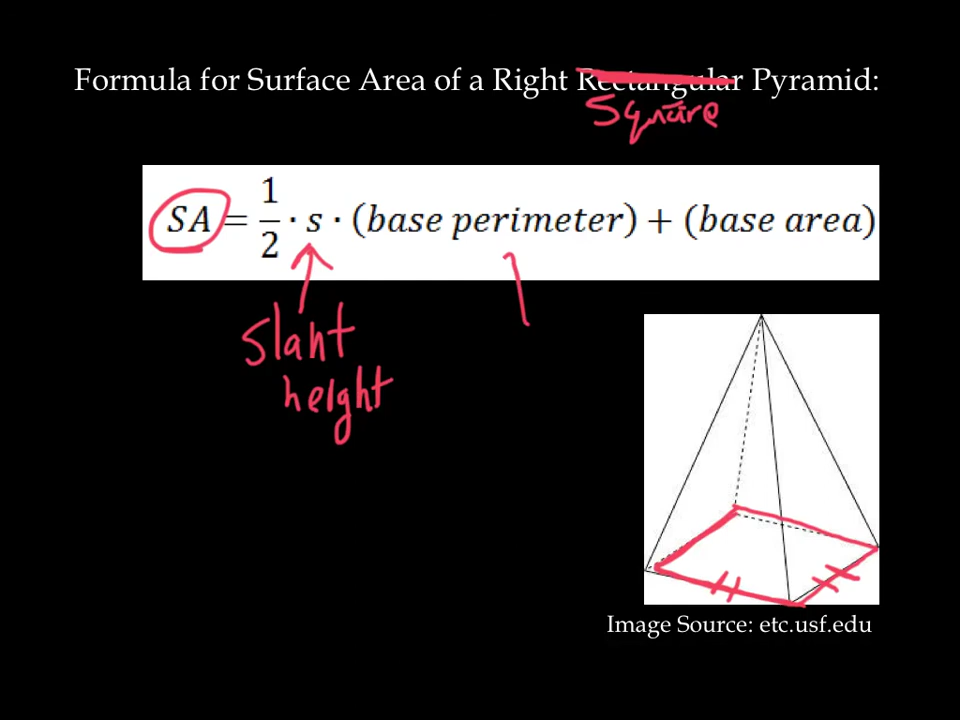 Formula for Surface Area of a Right Rectangular Pyramid:
Square
SA = 1/2 · s · (base perimeter) + (base area)
Slant
height
Image Source: etc.usf.edu